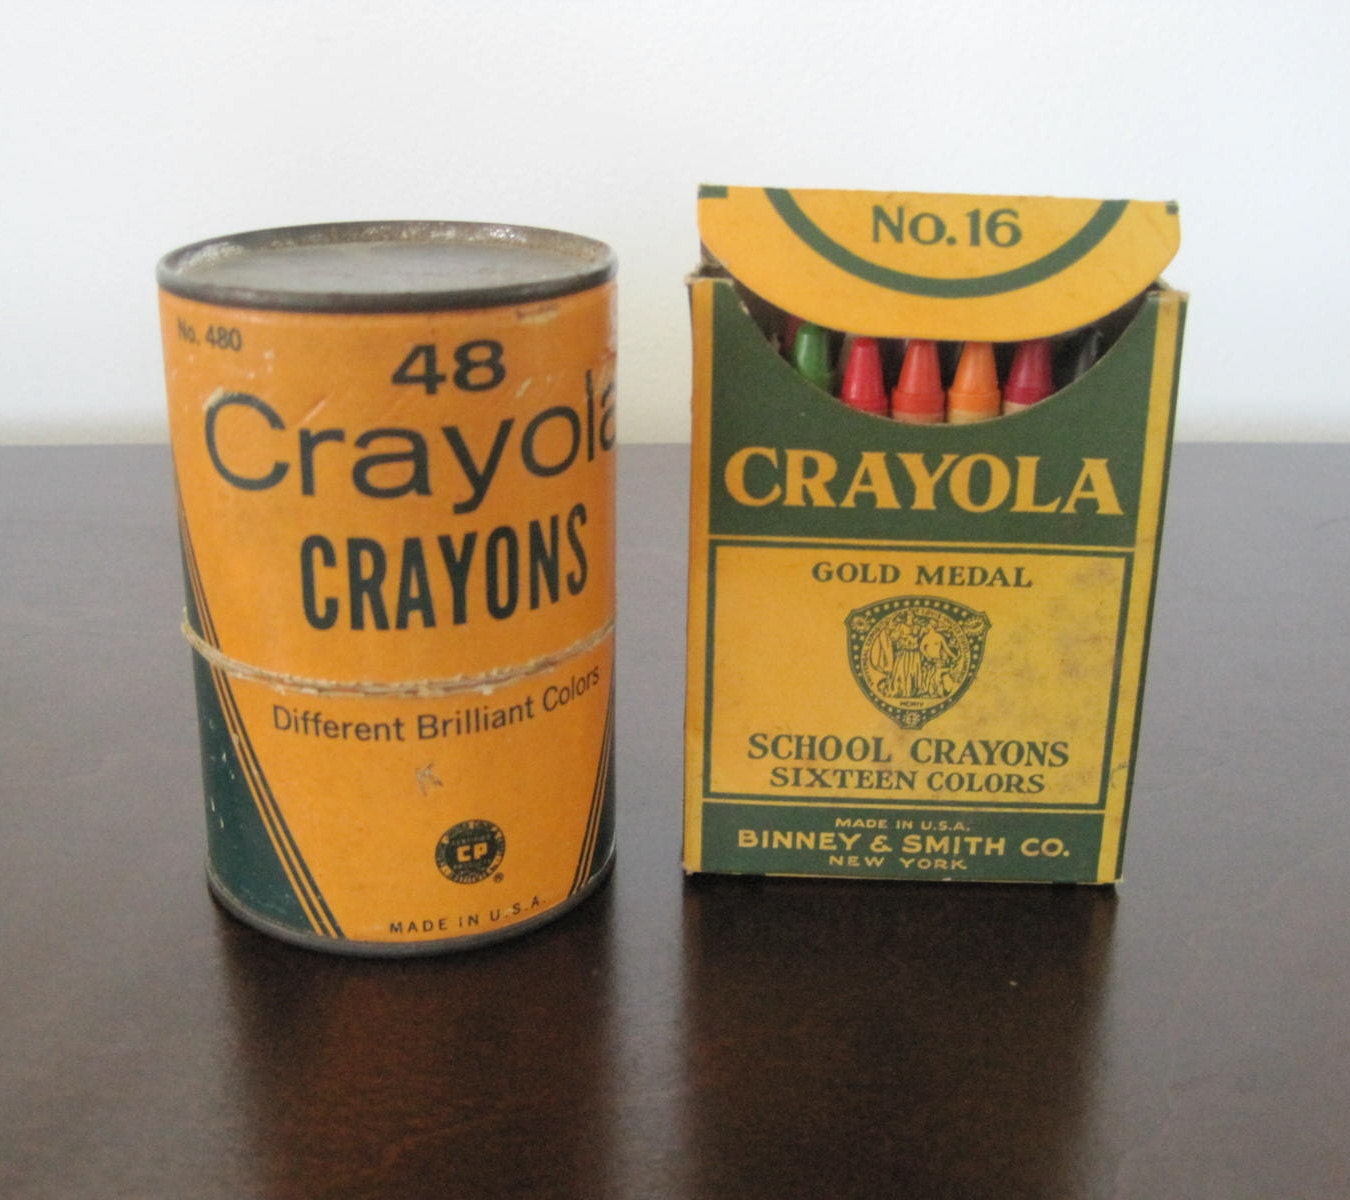 No. 480
48
Crayola
CRAYONS
Different Brilliant Colors
K
CP
®
MADE IN U.S.A.
No. 16
CRAYOLA
GOLD MEDAL
SCHOOL CRAYONS
SIXTEEN COLORS
MADE IN U.S.A.
BINNEY & SMITH CO.
NEW YORK